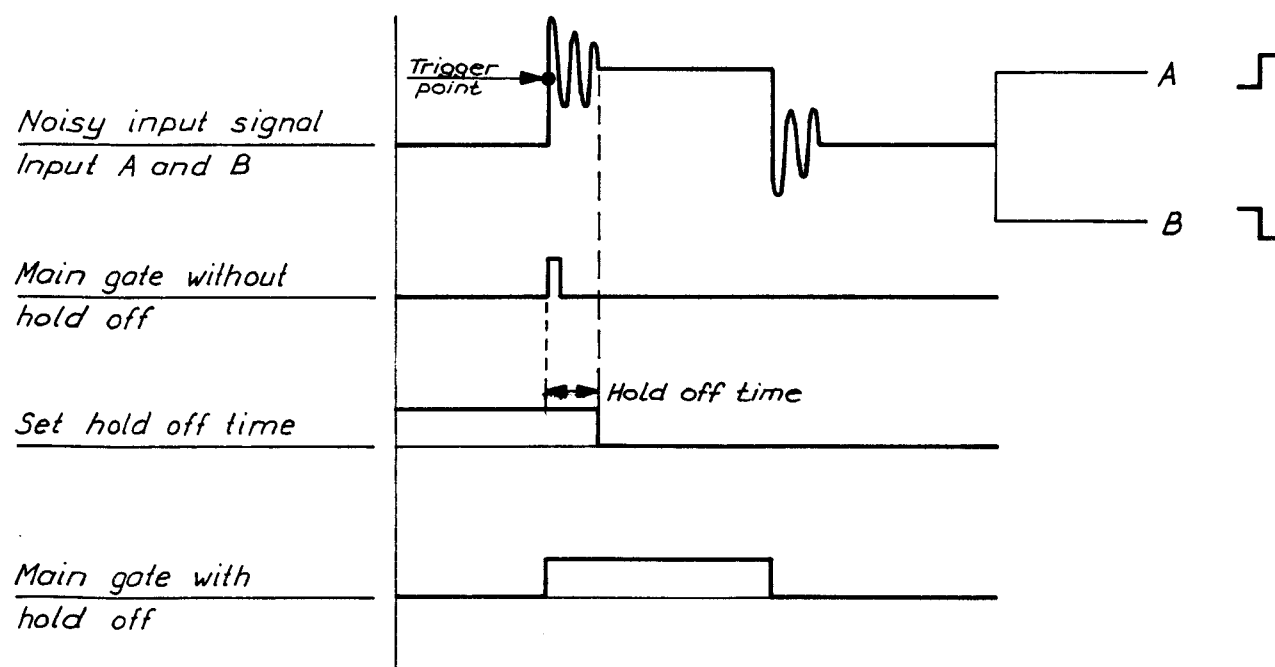 Trigger
point
A
Noisy input signal
Input A and B
B
Main gate without
hold off
Hold off time
Set hold off time
Main gate with
hold off